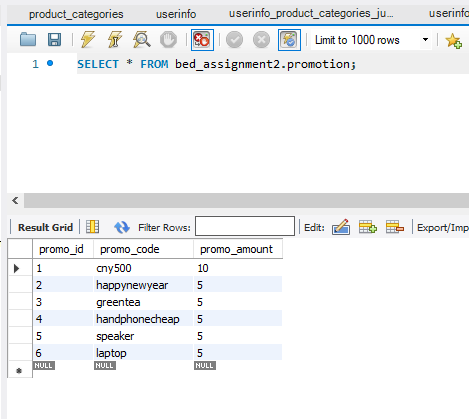 product_categories userinfo userinfo_product_categories_ju... userinfo
Limit to 1000 rows
1 SELECT * FROM bed_assignment2.promotion;
Result Grid Filter Rows: Edit: Export/Imp
promo_id promo_code promo_amount
1 cny500 10
2 happynewyear 5
3 greentea 5
4 handphonecheap 5
5 speaker 5
6 laptop 5
NULL NULL NULL